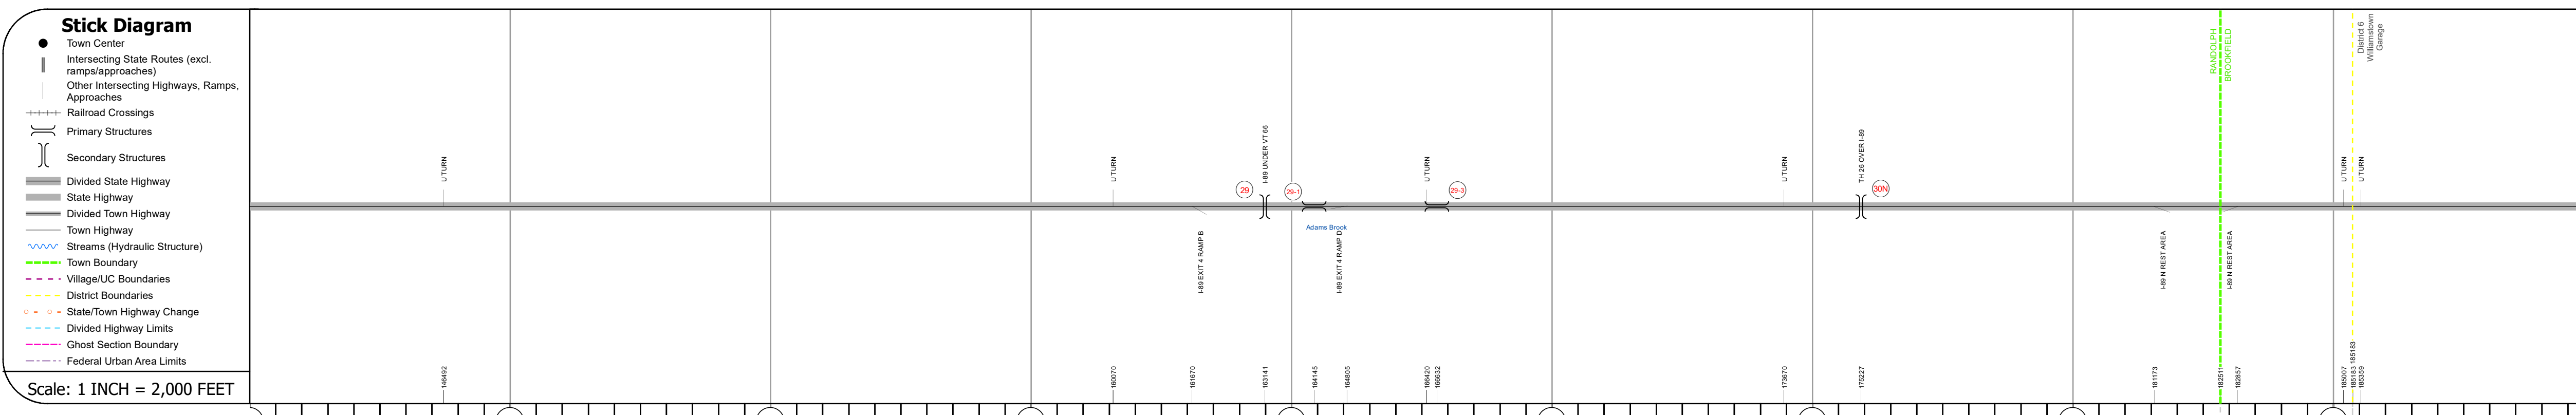 Stick Diagram
Town Center
Intersecting State Routes (excl.
ramps/approaches)
Other Intersecting Highways, Ramps,
Approaches
Railroad Crossings
Primary Structures
Secondary Structures
Divided State Highway
State Highway
Divided Town Highway
Town Highway
Streams (Hydraulic Structure)
Town Boundary
Village/UC Boundaries
District Boundaries
State/Town Highway Change
Divided Highway Limits
Ghost Section Boundary
Federal Urban Area Limits
Scale: 1 INCH = 2,000 FEET
RANDOLPH
BROOKFIELD
District 6
Williamstown
Garage
U TURN
U TURN
I-89 UNDER VT 66
U TURN
U TURN
TH 26 OVER I-89
U TURN
U TURN
29
29-1
29-3
30N
Adams Brook
I-89 EXIT 4 RAMP B
I-89 EXIT 4 RAMP D
I-89 N REST AREA
I-89 N REST AREA
146492
160070
161670
163141
164145
164805
166420
166632
173670
175227
181173
182511
182857
185007
185183
185183
185359